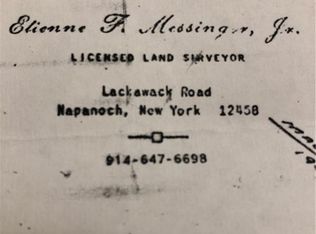 Etienne F. Messinger, Jr.
LICENSED LAND SURVEYOR
Lackawack Road
Napanoch, New York 12458
914-647-6698